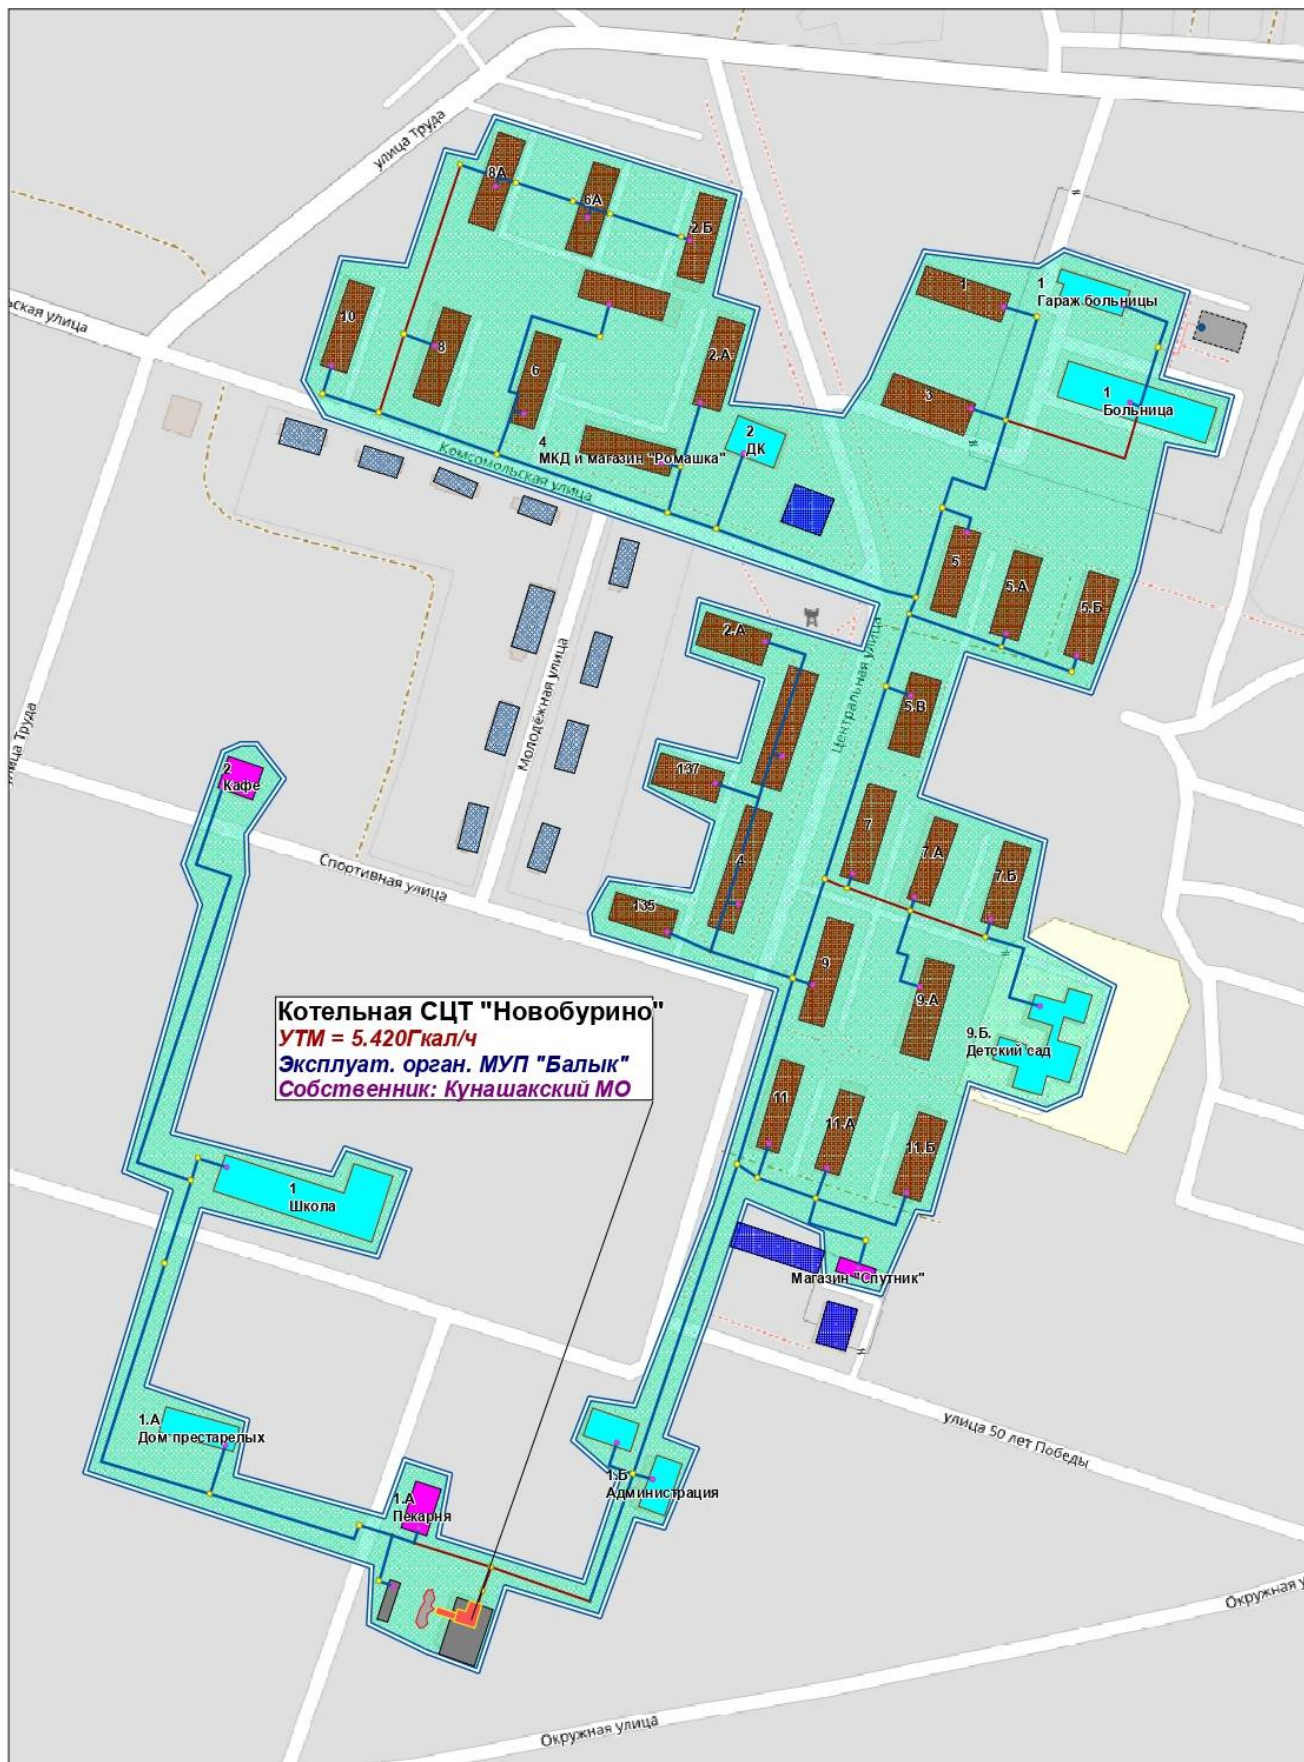 улица Труда
8А
6А
2.Б
ьская улица
10
8
6
2.А
4
МКД и магазин "Ромашка"
2
ДК
Комсомольская улица
1
1
Гараж больницы
3
1
Больница
5
5.А
5.Б
2.А
Центральная улица
5.В
Молодёжная улица
улица Труда
2
Кафе
137
7
7.А
7.Б
Спортивная улица
4
135
9
9.А
9.Б.
Детский сад
Котельная СЦТ "Новобурино"
УТМ = 5.420Гкал/ч
Эксплуат. орган. МУП "Балык"
Собственник: Кунашакский МО
11
11.А
11.Б
1
Школа
Магазин "Спутник"
1.А
Дом престарелых
1.Б
Администрация
1.А
Пекарня
улица 50 лет Победы
Окружная у
Окружная улица